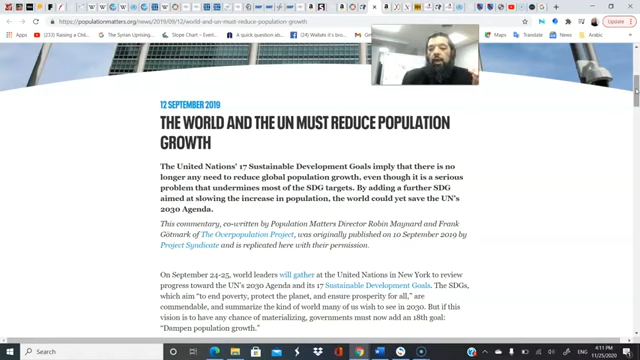 https://populationmatters.org/news/2019/09/12/world-and-un-must-reduce-population-growth
Update
(83) Raising a Chil...
The Syrian Uprising
Slope Chart - Excel...
A quick question ab...
(24) Wallahi it's bro...
Maps
Translate
News
Arabic
12 SEPTEMBER 2019
THE WORLD AND THE UN MUST REDUCE POPULATION
GROWTH
The United Nations' 17 Sustainable Development Goals imply that there is no
longer any need to reduce global population growth, even though it is a serious
problem that undermines most of the SDG targets. By adding a further SDG
aimed at slowing the increase in population, the world could yet save the UN's
2030 Agenda.
This commentary, co-written by Population Matters Director Robin Maynard and Frank
Götmark of The Overpopulation Project, was originally published on 10 September 2019 by
Project Syndicate and is replicated here with their permission.
On September 24-25, world leaders will gather at the United Nations in New York to review
progress toward the UN's 2030 Agenda and its 17 Sustainable Development Goals. The SDGs,
which aim "to end poverty, protect the planet, and ensure prosperity for all," are
commendable, and summarize the kind of world many of us wish to see in 2030. But if this
vision is to have any chance of materializing, governments must now add an 18th goal:
"Dampen population growth."
Search
ENG
4:11 PM
11/25/2020